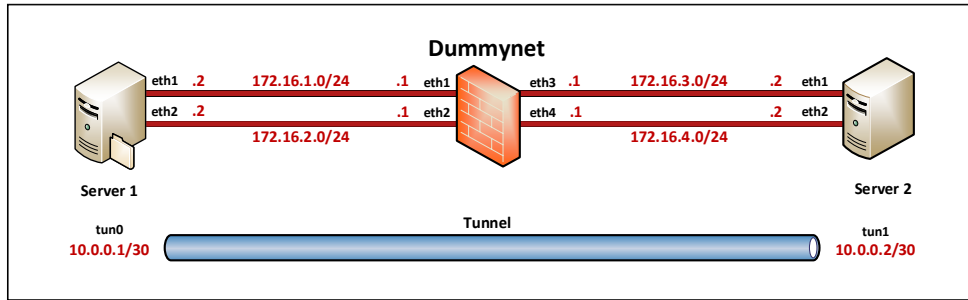 Dummynet
eth1 .2 172.16.1.0/24 .1 eth1 eth3 .1 172.16.3.0/24 .2 eth1
eth2 .2 .1 eth2 eth4 .1 .2 eth2
172.16.2.0/24 172.16.4.0/24
Server 1 Server 2
Tunnel
tun0 tun1
10.0.0.1/30 10.0.0.2/30